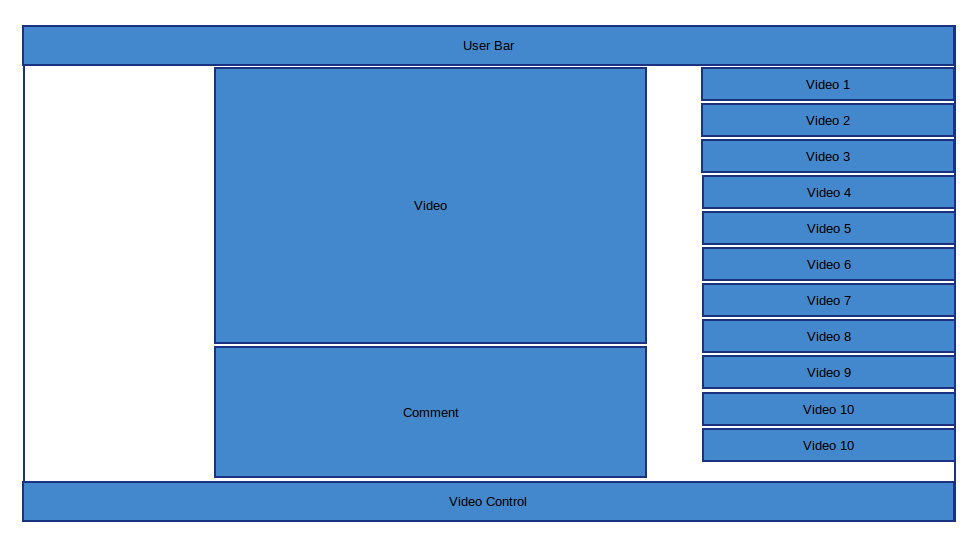 User Bar
Video
Comment
Video 1
Video 2
Video 3
Video 4
Video 5
Video 6
Video 7
Video 8
Video 9
Video 10
Video 10
Video Control